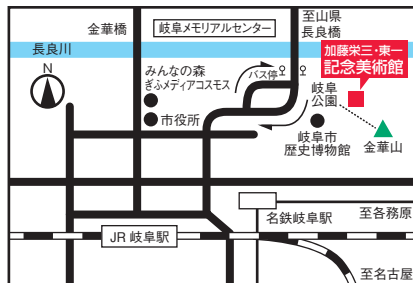 金華橋
岐阜メモリアルセンター
至山県
長良橋
長良川
加藤栄三・東一
記念美術館
N
みんなの森
ぎふメディアコスモス
バス停
岐阜
公園
市役所
岐阜市
歴史博物館
金華山
名鉄岐阜駅
至各務原
JR 岐阜駅
至名古屋